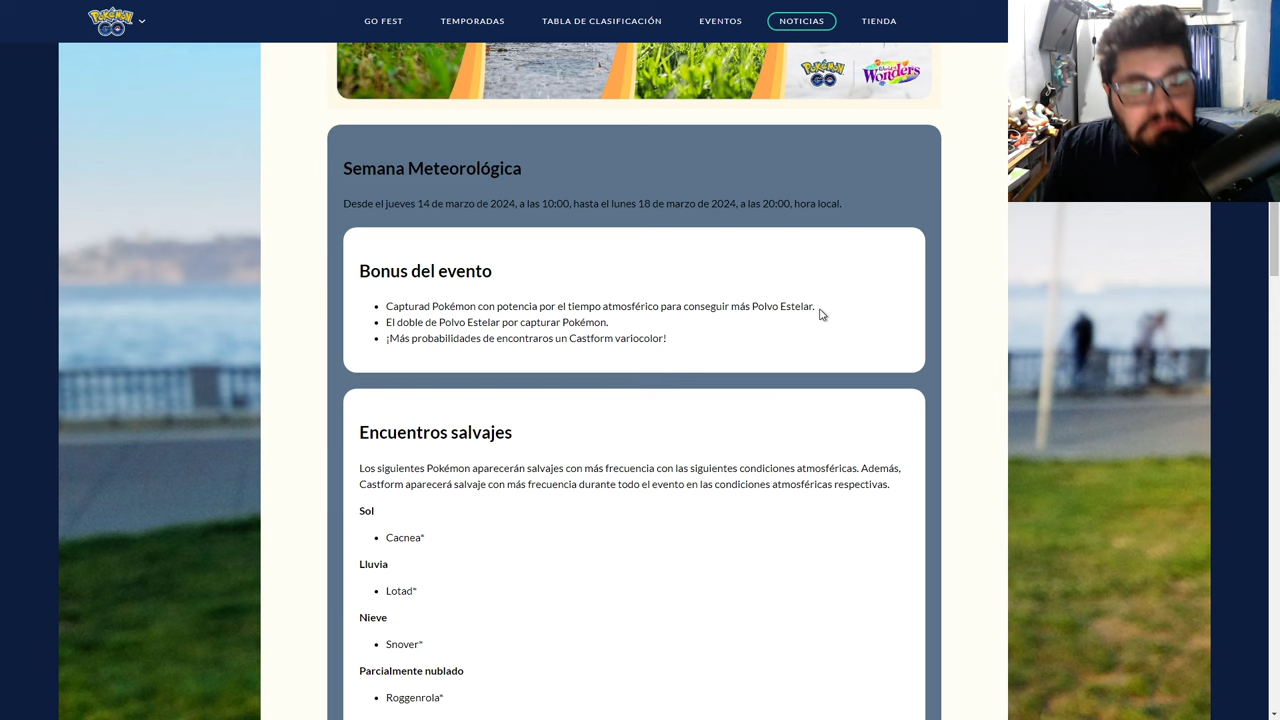 Pokémon GO
GO FEST
TEMPORADAS
TABLA DE CLASIFICACIÓN
EVENTOS
NOTICIAS
TIENDA
Pokémon GO
Wonders
Semana Meteorológica
Desde el jueves 14 de marzo de 2024, a las 10:00, hasta el lunes 18 de marzo de 2024, a las 20:00, hora local.
Bonus del evento
• Capturad Pokémon con potencia por el tiempo atmosférico para conseguir más Polvo Estelar.
• El doble de Polvo Estelar por capturar Pokémon.
• ¡Más probabilidades de encontraros un Castform variocolor!
Encuentros salvajes
Los siguientes Pokémon aparecerán salvajes con más frecuencia con las siguientes condiciones atmosféricas. Además,
Castform aparecerá salvaje con más frecuencia durante todo el evento en las condiciones atmosféricas respectivas.
Sol
• Cacnea*
Lluvia
• Lotad*
Nieve
• Snover*
Parcialmente nublado
• Roggenrola*